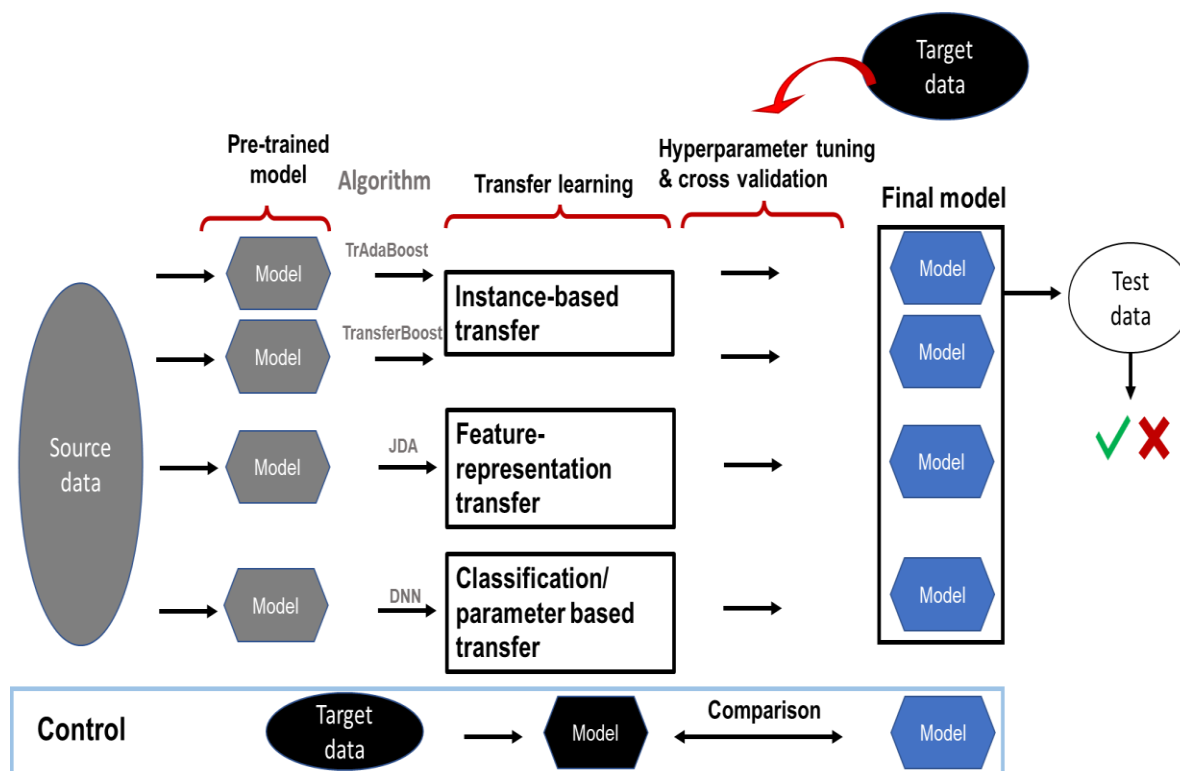 Target
data
Pre-trained
model
Algorithm
Transfer learning
Hyperparameter tuning
& cross validation
Final model
Source
data
Model
TrAdaBoost
Instance-based
transfer
Model
Model
TransferBoost
Model
Model
JDA
Feature-
representation
transfer
Model
Model
DNN
Classification/
parameter based
transfer
Model
Test
data
Control
Target
data
Model
Comparison
Model